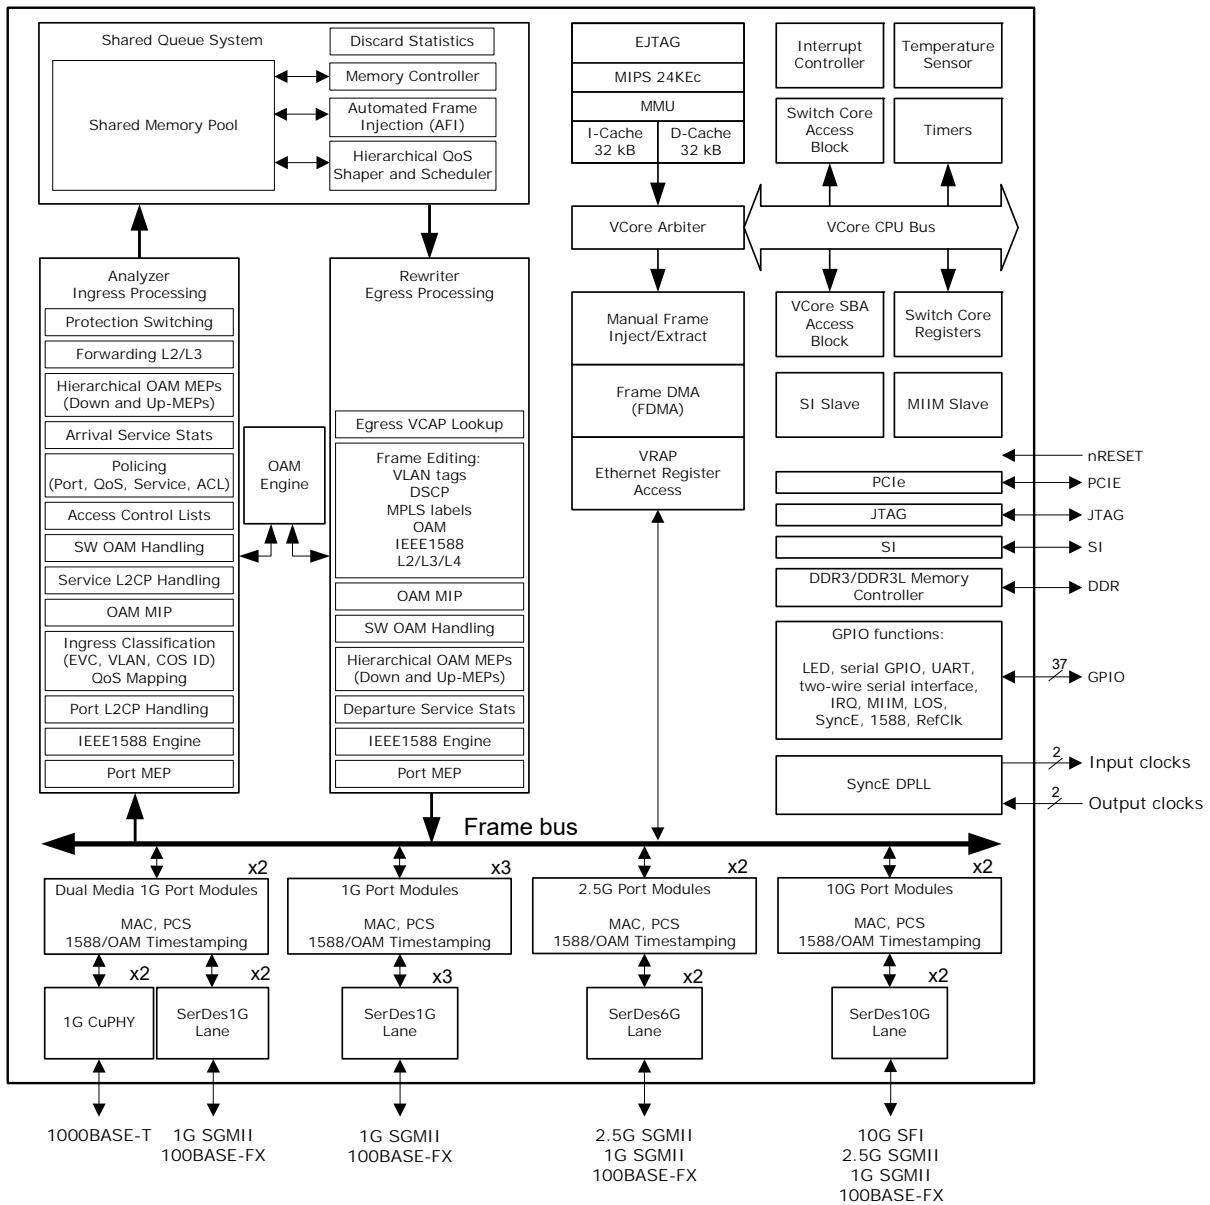 Shared Queue System
Shared Memory Pool
Discard Statistics
Memory Controller
Automated Frame
Injection (AFI)
Hierarchical QoS
Shaper and Scheduler
EJTAG
MIPS 24KEc
MMU
I-Cache
32 kB
D-Cache
32 kB
Interrupt
Controller
Temperature
Sensor
Switch Core
Access
Block
Timers
VCore Arbiter
VCore CPU Bus
Analyzer
Ingress Processing
Protection Switching
Forwarding L2/L3
Hierarchical OAM MEPs
(Down and Up-MEPs)
Arrival Service Stats
Policing
(Port, QoS, Service, ACL)
Access Control Lists
SW OAM Handling
Service L2CP Handling
OAM MIP
Ingress Classification
(EVC, VLAN, COS ID)
QoS Mapping
Port L2CP Handling
IEEE1588 Engine
Port MEP
OAM
Engine
Rewriter
Egress Processing
Egress VCAP Lookup
Frame Editing:
VLAN tags
DSCP
MPLS labels
OAM
IEEE1588
L2/L3/L4
OAM MIP
SW OAM Handling
Hierarchical OAM MEPs
(Down and Up-MEPs)
Departure Service Stats
IEEE1588 Engine
Port MEP
Manual Frame
Inject/Extract
Frame DMA
(FDMA)
VRAP
Ethernet Register
Access
VCore SBA
Access
Block
Switch Core
Registers
SI Slave
MIIM Slave
nRESET
PCIe
PCIE
JTAG
JTAG
SI
SI
DDR3/DDR3L Memory
Controller
DDR
GPIO functions:
LED, serial GPIO, UART,
two-wire serial interface,
IRQ, MIIM, LOS,
SyncE, 1588, RefClk
37
GPIO
SyncE DPLL
2
Input clocks
2
Output clocks
Frame bus
x2
Dual Media 1G Port Modules
MAC, PCS
1588/OAM Timestamping
x3
1G Port Modules
MAC, PCS
1588/OAM Timestamping
x2
2.5G Port Modules
MAC, PCS
1588/OAM Timestamping
x2
10G Port Modules
MAC, PCS
1588/OAM Timestamping
x2
1G CuPHY
x2
SerDes1G
Lane
x3
SerDes1G
Lane
x2
SerDes6G
Lane
x2
SerDes10G
Lane
1000BASE-T
1G SGMII
100BASE-FX
1G SGMII
100BASE-FX
2.5G SGMII
1G SGMII
100BASE-FX
10G SFI
2.5G SGMII
1G SGMII
100BASE-FX